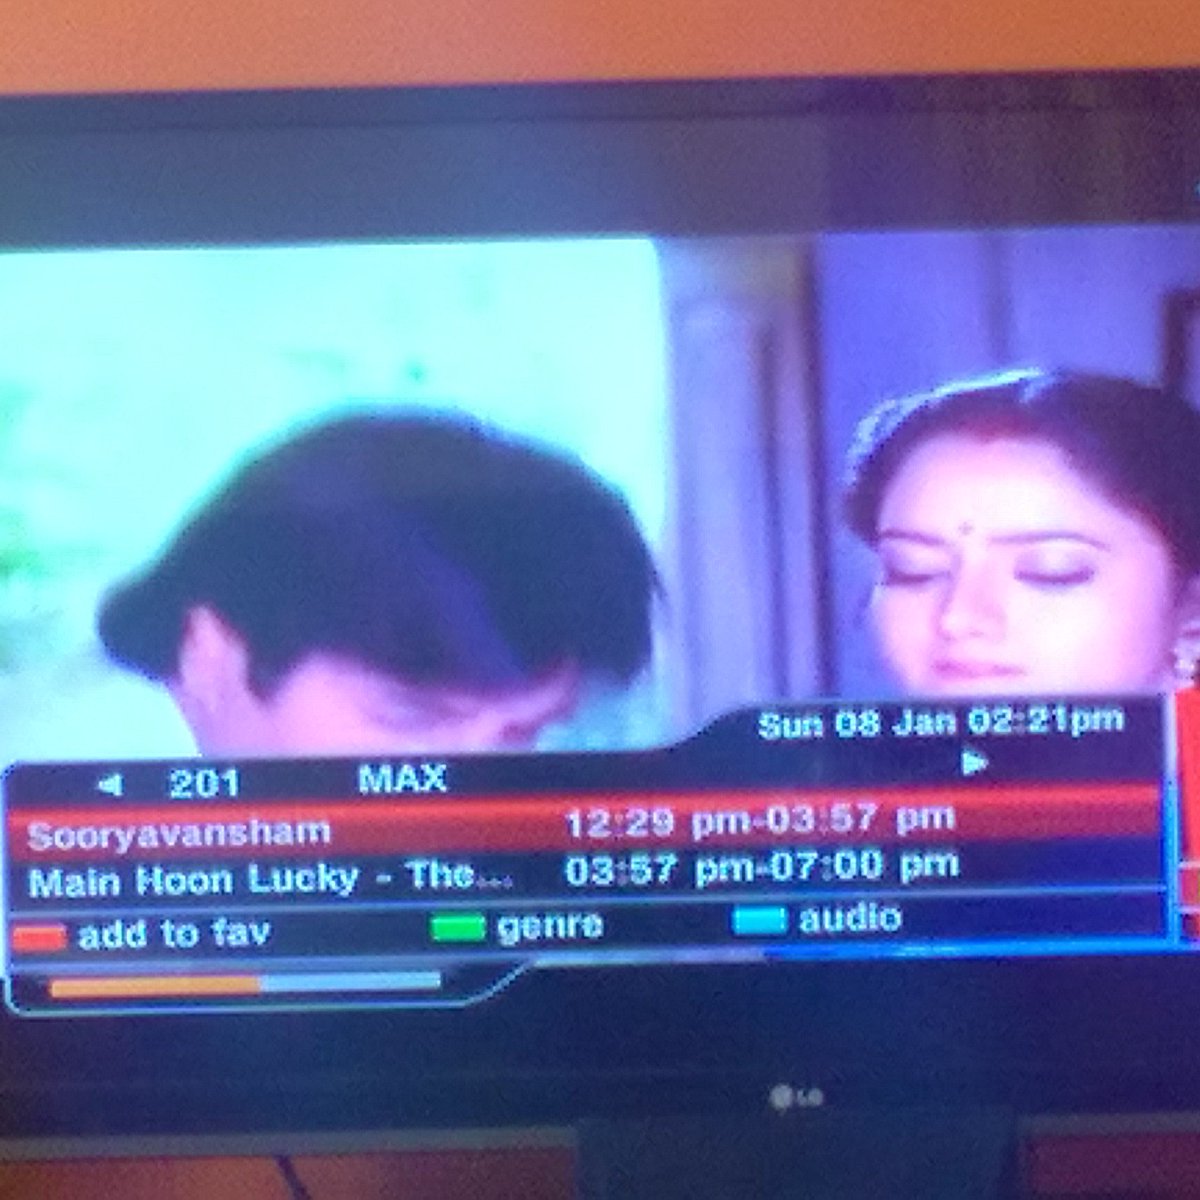 Sun 08 Jan 02:21pm
201 MAX
Sooryavansham 12:29 pm-03:57 pm
Main Hoon Lucky - The... 03:57 pm-07:00 pm
add to fav genre audio
LG